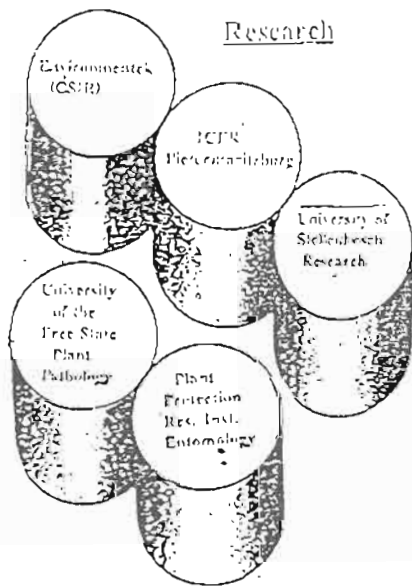 Research
Environmentek
(CSIR)
ICFR
Pietermaritzburg
University of
Stellenbosch
Research
University
of the
Free State
Plant
Pathology
Plant
Protection
Res. Inst.
Entomology